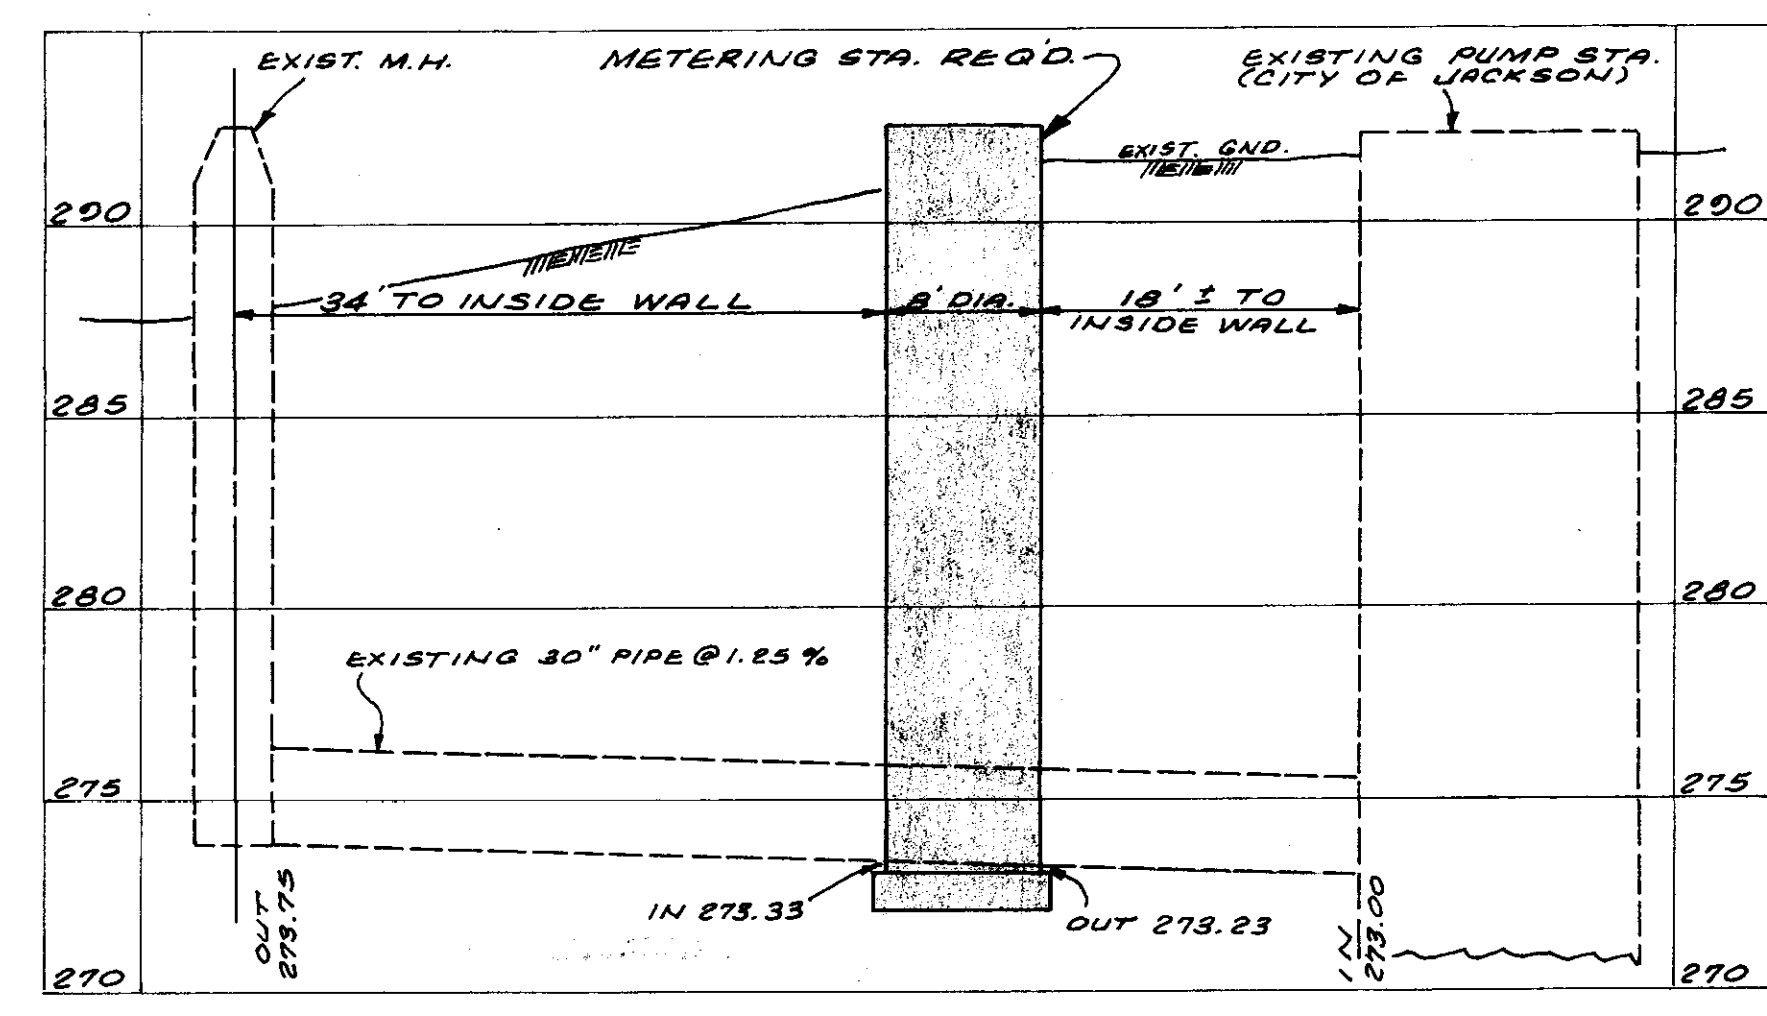 EXIST. M.H.
METERING STA. REQ'D.
EXISTING PUMP STA.
(CITY OF JACKSON)
EXIST. GND.
290
290
34' TO INSIDE WALL
8' DIA.
18' ± TO
INSIDE WALL
285
285
280
280
EXISTING 30" PIPE @ 1.25 %
275
275
OUT
273.75
IN 273.33
OUT 273.23
IN
273.00
270
270